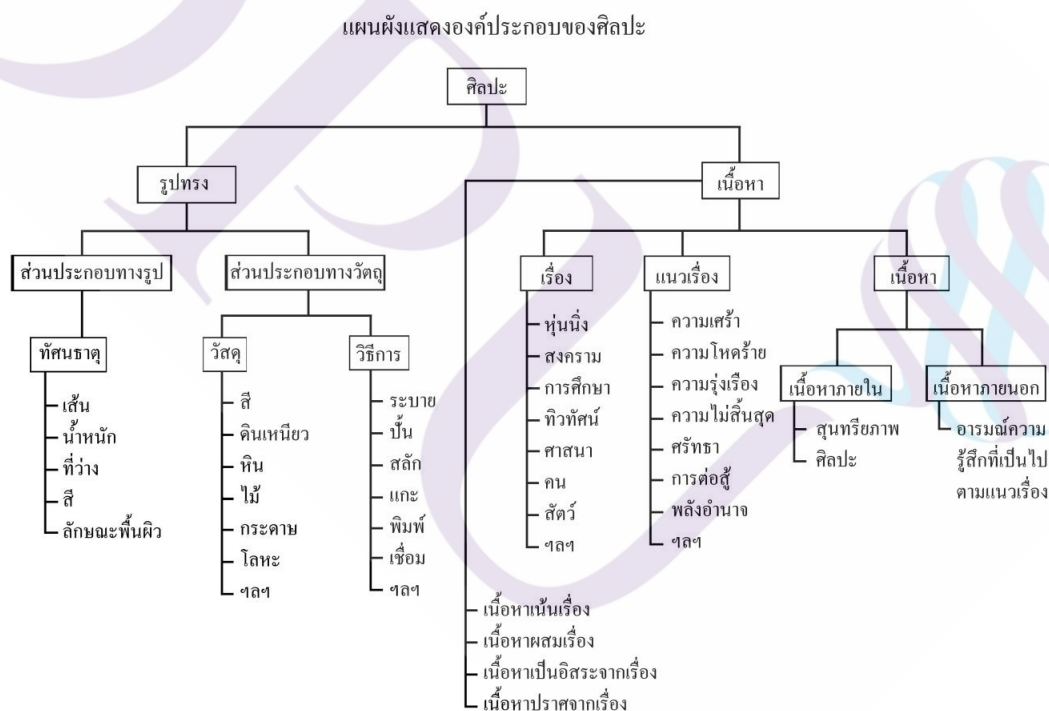 แผนผังแสดงองค์ประกอบของศิลปะ
ศิลปะ
รูปทรง
ส่วนประกอบทางรูป
ทัศนธาตุ
เส้น
น้ำหนัก
ที่ว่าง
สี
ลักษณะพื้นผิว
ส่วนประกอบทางวัตถุ
วัสดุ
สี
ดินเหนียว
หิน
ไม้
กระดาษ
โลหะ
ฯลฯ
วิธีการ
ระบาย
ปั้น
สลัก
แกะ
พิมพ์
เชื่อม
ฯลฯ
เนื้อหา
เรื่อง
หุ่นนิ่ง
สงคราม
การศึกษา
ทิวทัศน์
ศาสนา
คน
สัตว์
ฯลฯ
แนวเรื่อง
ความเศร้า
ความโหดร้าย
ความรุ่งเรือง
ความไม่สิ้นสุด
ศรัทธา
การต่อสู้
พลังอำนาจ
ฯลฯ
เนื้อหา
เนื้อหาภายใน
สุนทรียภาพ
ศิลปะ
เนื้อหาภายนอก
อารมณ์ความ
รู้สึกที่เป็นไป
ตามแนวเรื่อง
เนื้อหาเน้นเรื่อง
เนื้อหาผสมเรื่อง
เนื้อหาเป็นอิสระจากเรื่อง
เนื้อหาปราศจากเรื่อง